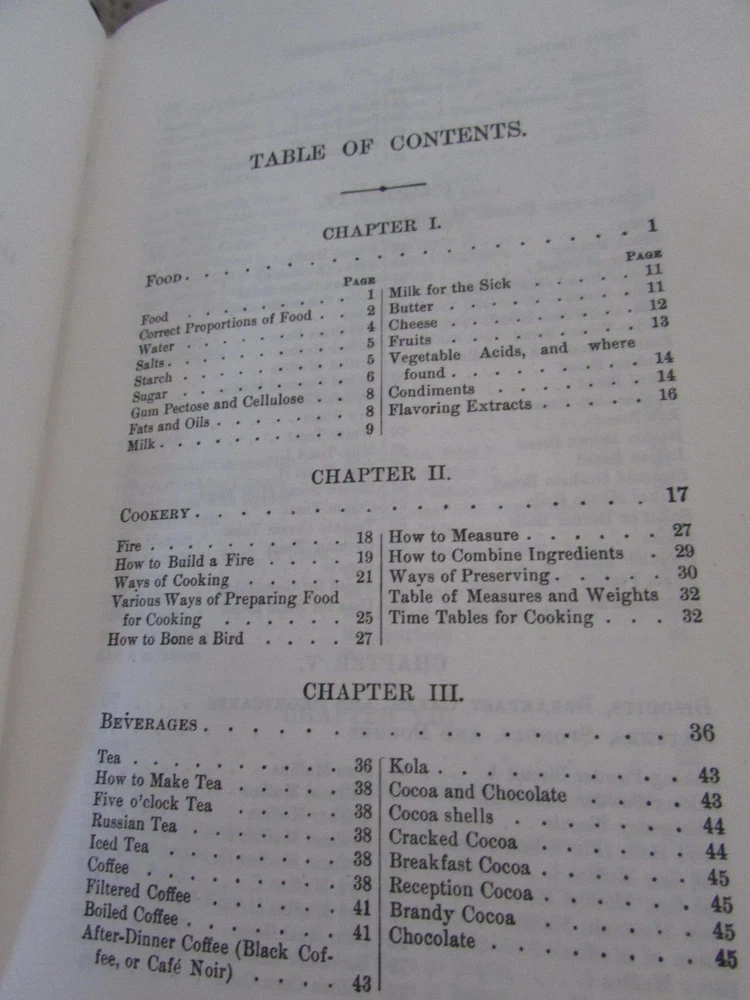 TABLE OF CONTENTS.
CHAPTER I.
FOOD . . . . . . . . . . . . . . 1
PAGE
Food . . . . . . . . . 1
Correct Proportions of Food . . 2
Water . . . . . . . . 4
Salts . . . . . . . . 5
Starch . . . . . . . . 5
Sugar . . . . . . . . 6
Gum Pectose and Cellulose . . 8
Fats and Oils . . . . . . 8
Milk . . . . . . . . 9
PAGE
Milk for the Sick . . . . . 11
Butter . . . . . . . . 11
Cheese . . . . . . . . 12
Fruits . . . . . . . . 13
Vegetable Acids, and where
found . . . . . . . . 14
Condiments . . . . . . 14
Flavoring Extracts . . . . . 16
CHAPTER II.
COOKERY . . . . . . . . . . . . . . 17
Fire . . . . . . . . . 18
How to Build a Fire . . . . 19
Ways of Cooking . . . . . 21
Various Ways of Preparing Food
for Cooking . . . . . . 25
How to Bone a Bird . . . . 27
How to Measure . . . . . . 27
How to Combine Ingredients . 29
Ways of Preserving . . . . . 30
Table of Measures and Weights 32
Time Tables for Cooking . . . 32
CHAPTER III.
BEVERAGES . . . . . . . . . . . . . . 36
Tea . . . . . . . . . 36
How to Make Tea . . . . . 38
Five o'clock Tea . . . . . 38
Russian Tea . . . . . . 38
Iced Tea . . . . . . . 38
Coffee . . . . . . . . 38
Filtered Coffee . . . . . . 41
Boiled Coffee . . . . . . 41
After-Dinner Coffee (Black Cof-
fee, or Café Noir) . . . . 43
Kola . . . . . . . . . 43
Cocoa and Chocolate . . . . 43
Cocoa shells . . . . . . 44
Cracked Cocoa . . . . . . 44
Breakfast Cocoa . . . . . 45
Reception Cocoa . . . . . 45
Brandy Cocoa . . . . . . 45
Chocolate . . . . . . . 45